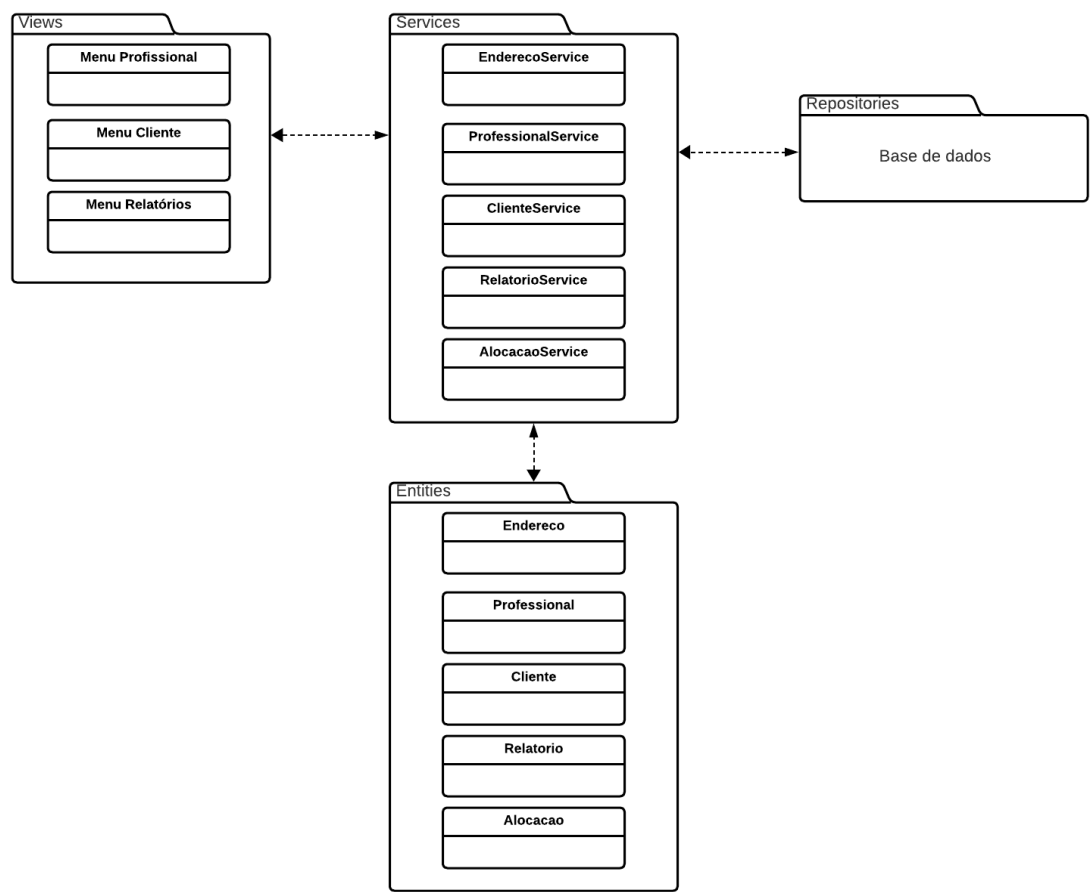 Views
Menu Profissional
Menu Cliente
Menu Relatórios
Services
EnderecoService
ProfessionalService
ClienteService
RelatorioService
AlocacaoService
Repositories
Base de dados
Entities
Endereco
Professional
Cliente
Relatorio
Alocacao